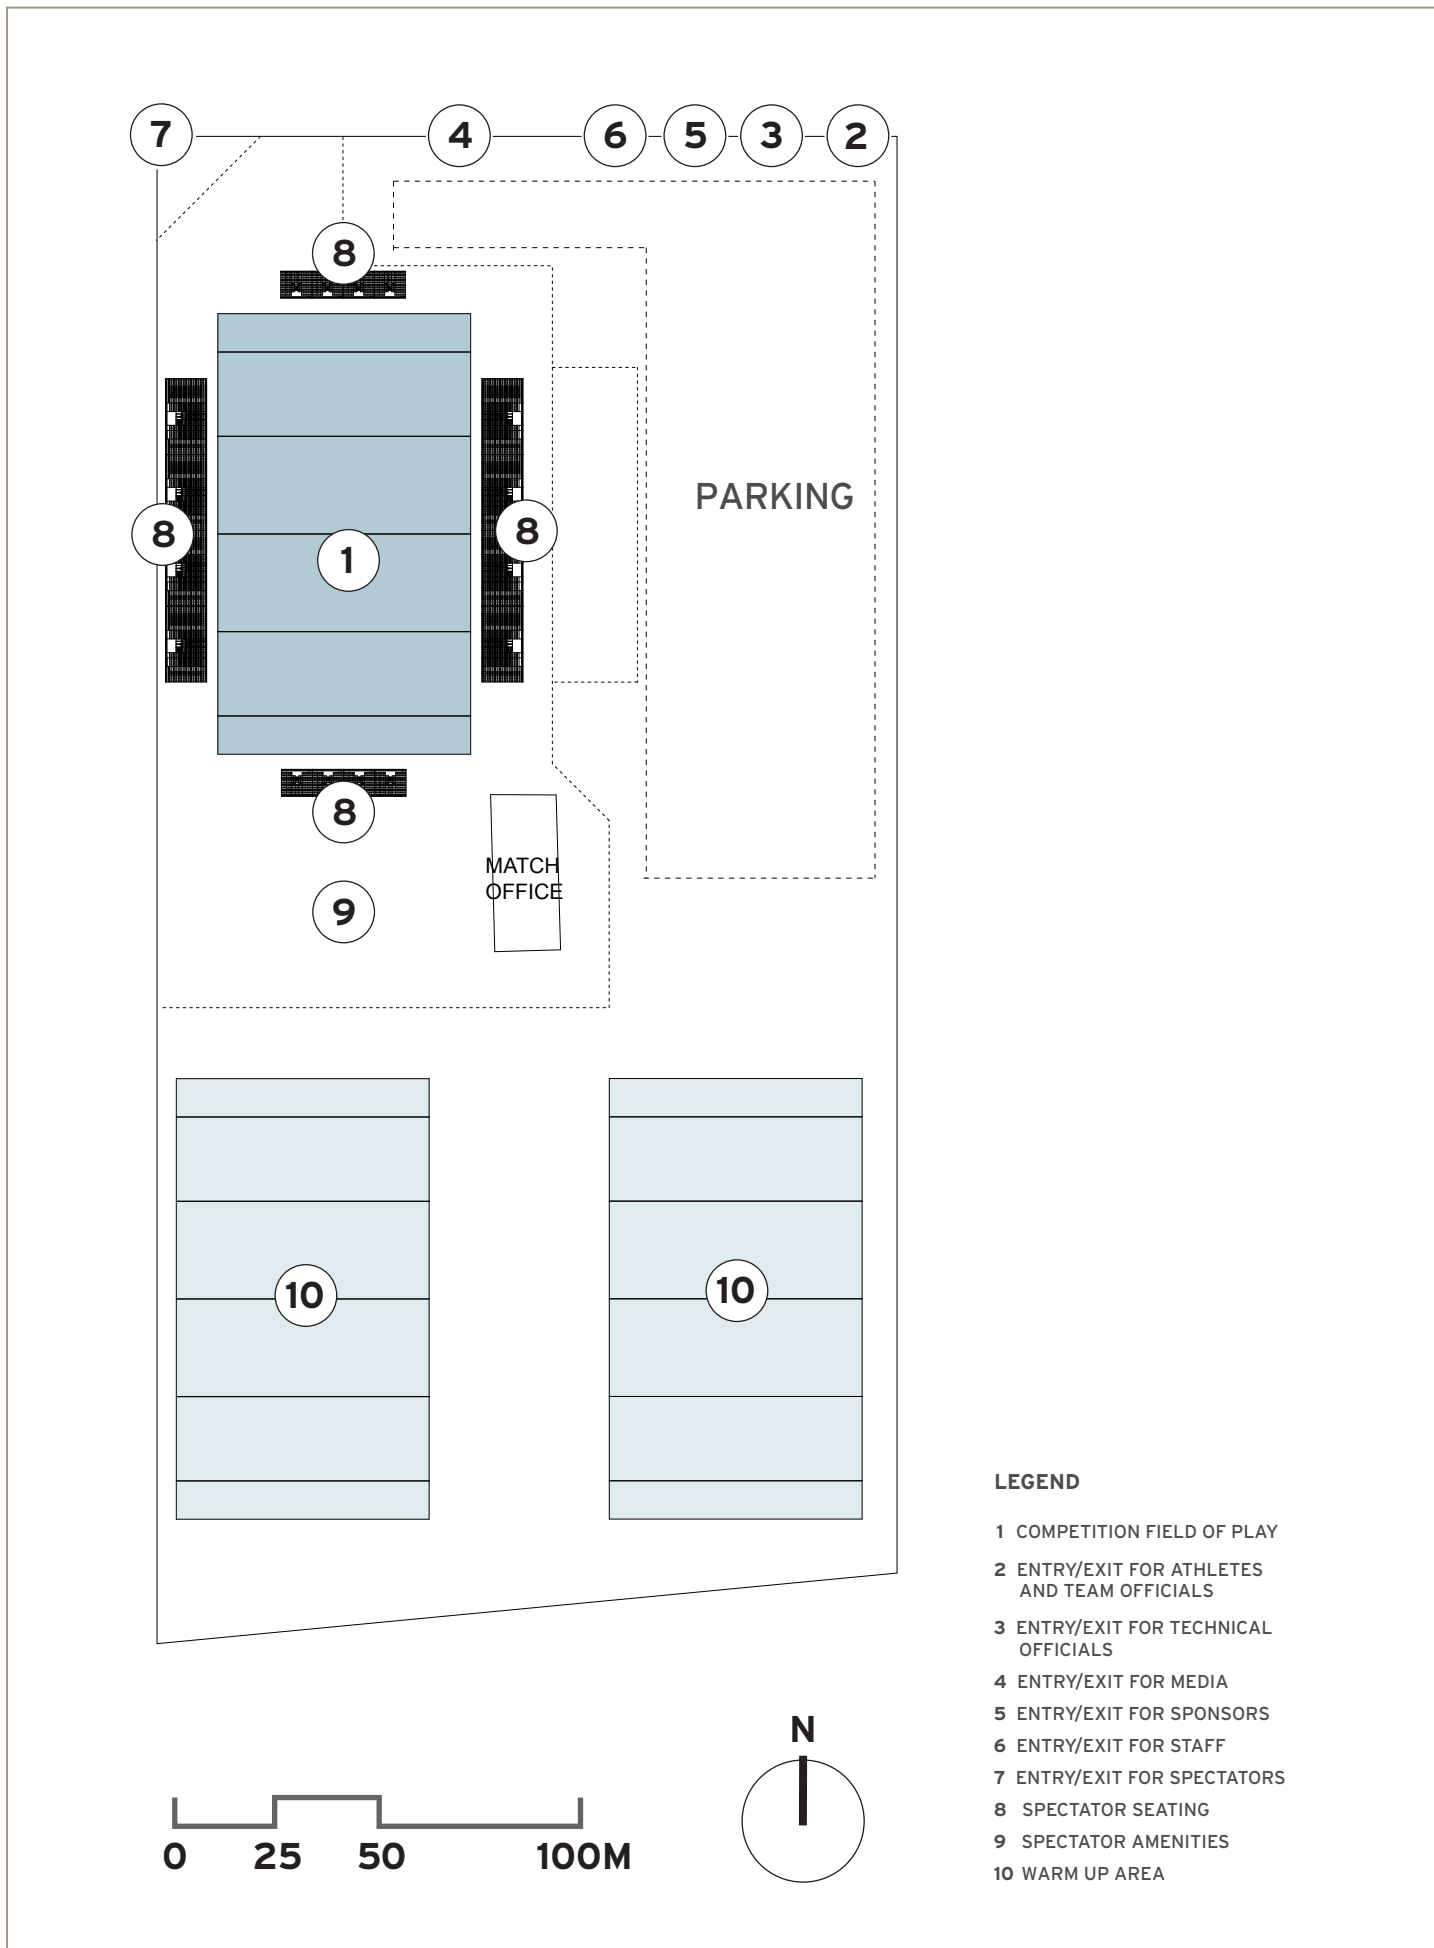 7 4 6 5 3 2
8
PARKING
8 8
1
8
MATCH
OFFICE
9
10 10
LEGEND
1 COMPETITION FIELD OF PLAY
2 ENTRY/EXIT FOR ATHLETES
AND TEAM OFFICIALS
3 ENTRY/EXIT FOR TECHNICAL
OFFICIALS
4 ENTRY/EXIT FOR MEDIA
5 ENTRY/EXIT FOR SPONSORS
6 ENTRY/EXIT FOR STAFF
7 ENTRY/EXIT FOR SPECTATORS
8 SPECTATOR SEATING
9 SPECTATOR AMENITIES
10 WARM UP AREA
N
0 25 50 100M